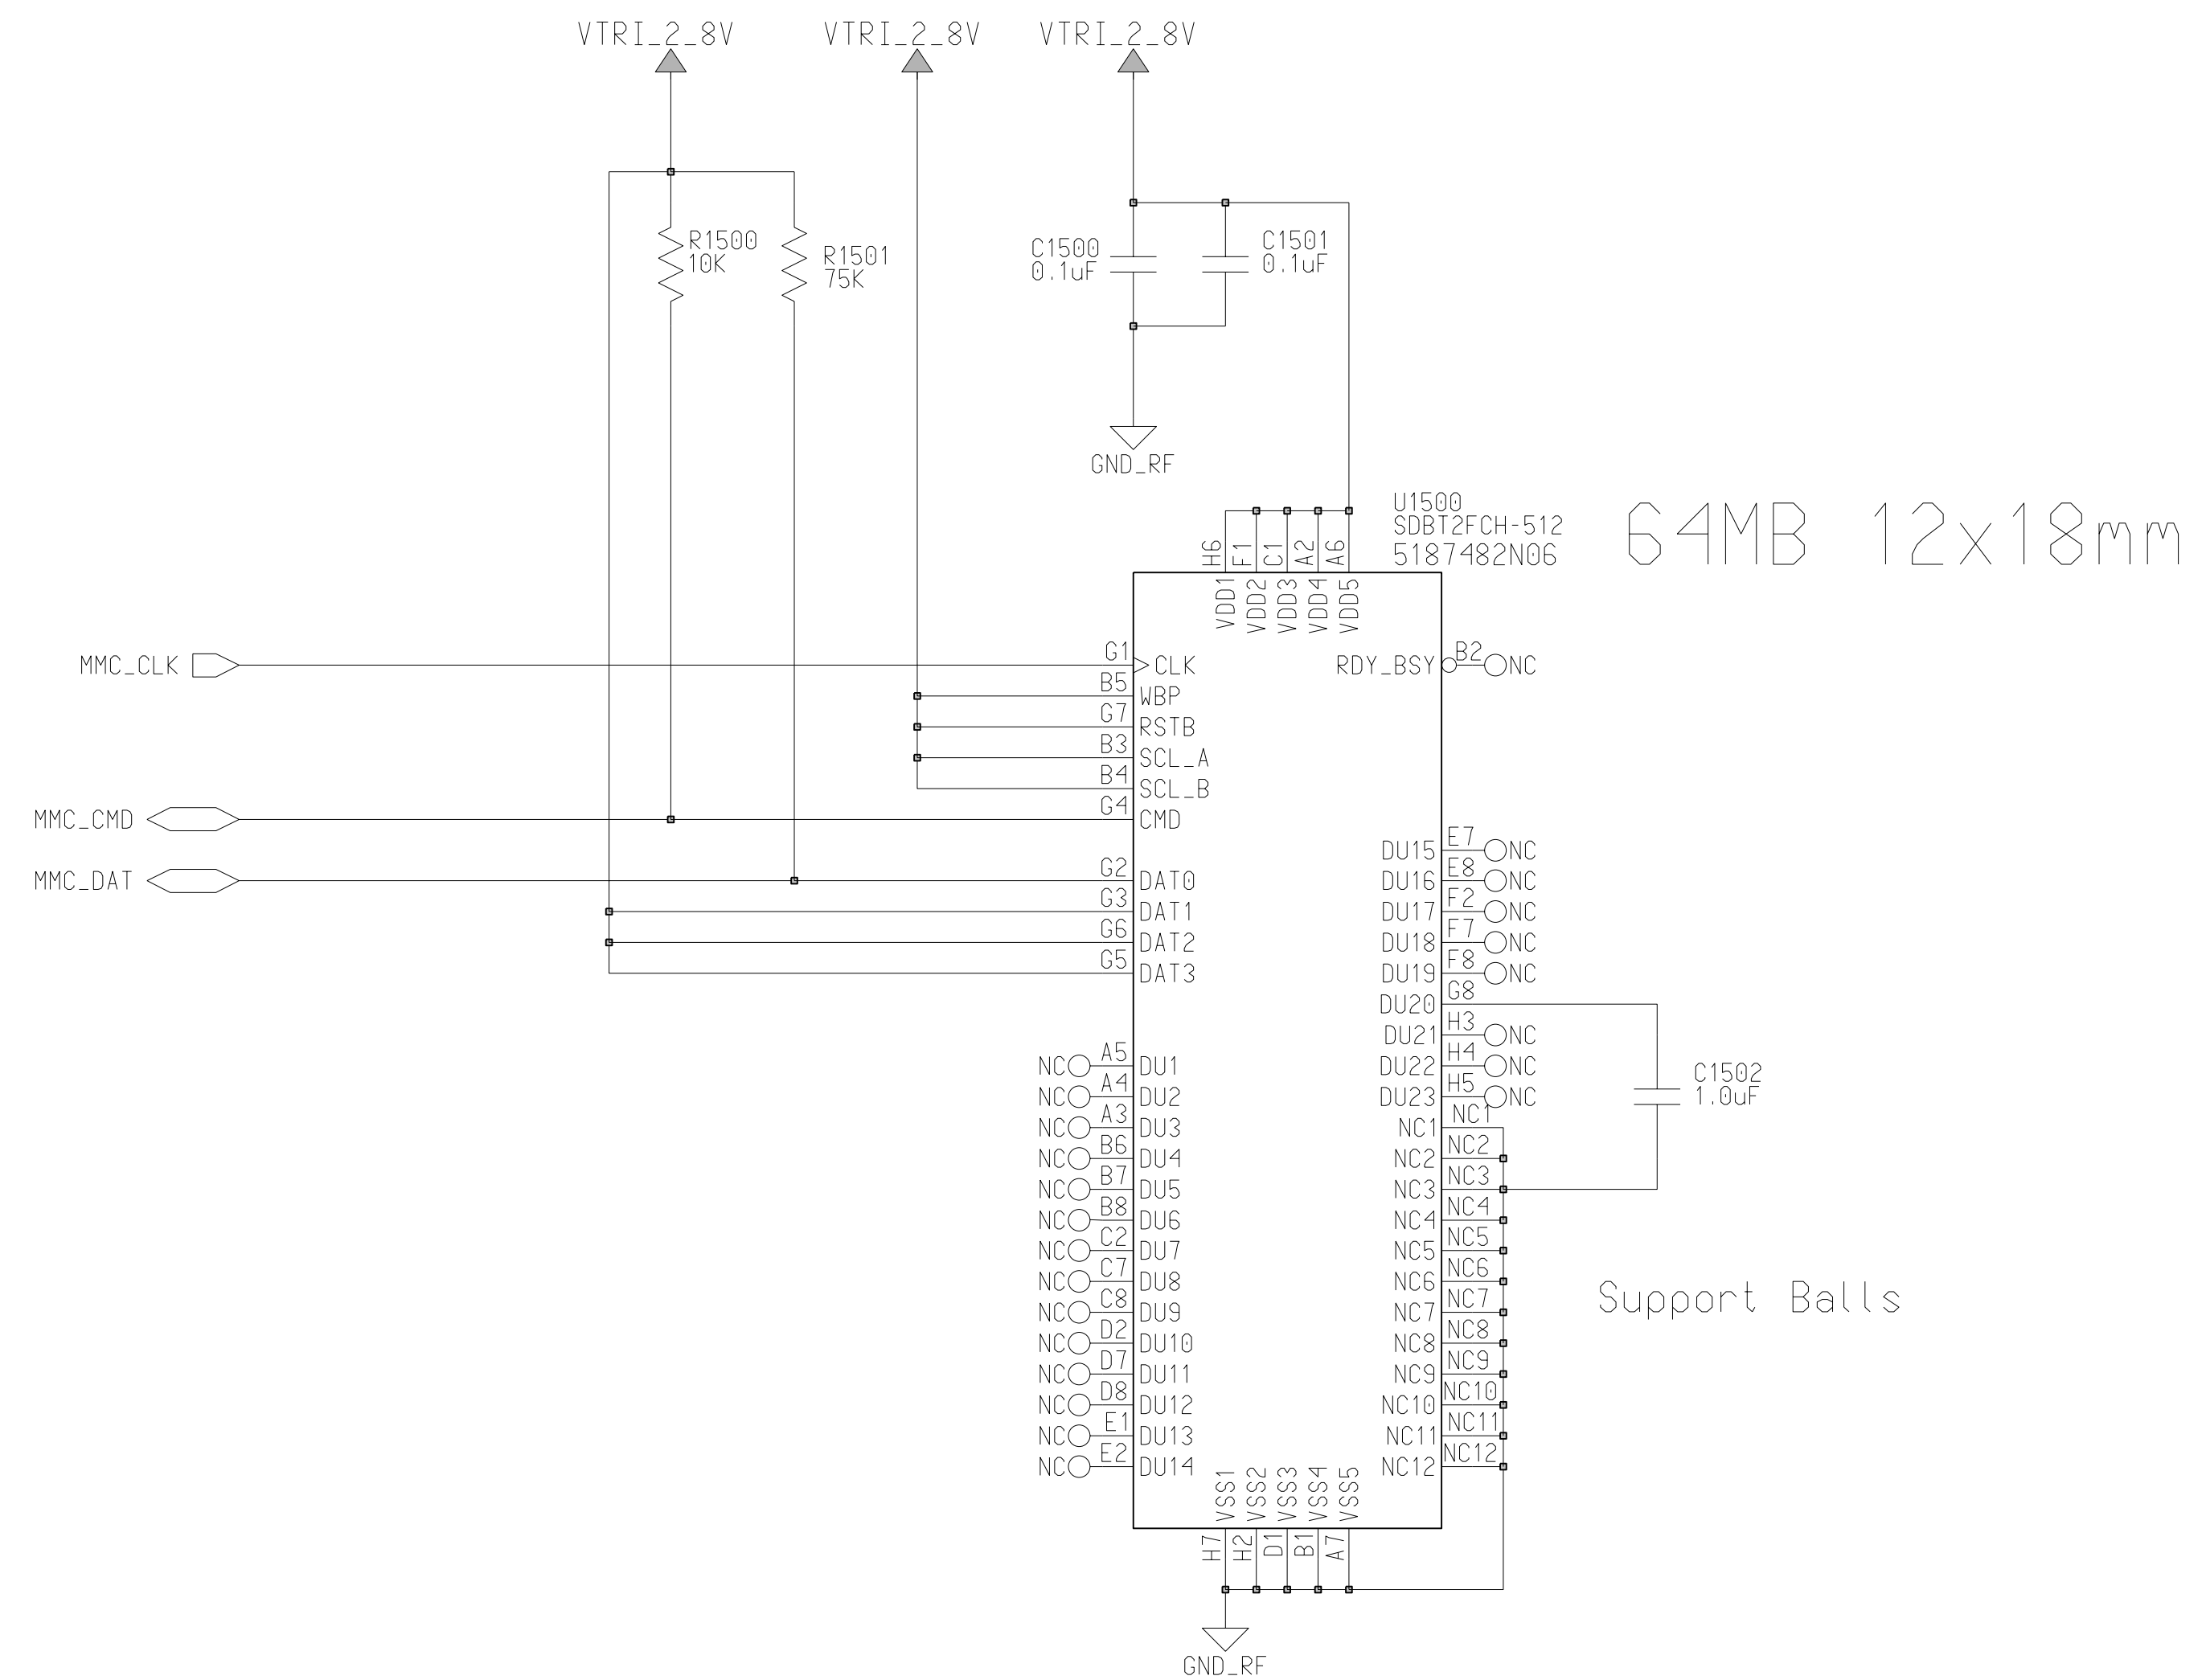 VTRI_2_8V
VTRI_2_8V
VTRI_2_8V
R1500
10K
R1501
75K
C1500
0.1uF
C1501
0.1uF
GND_RF
U1500
SDBT2FCH-512
5187482N06
64MB 12x18mm
H6
F1
C1
A2
A6
VDD1
VDD2
VDD3
VDD4
VDD5
MMC_CLK
G1
CLK
RDY_BSY
B2
NC
B5
WBP
G7
RSTB
B3
SCL_A
B4
SCL_B
MMC_CMD
G4
CMD
MMC_DAT
G2
DAT0
G3
DAT1
G6
DAT2
G5
DAT3
DU15
E7
NC
DU16
E8
NC
DU17
F2
NC
DU18
F7
NC
DU19
F8
NC
DU20
G8
DU21
H3
NC
DU22
H4
NC
DU23
H5
NC
C1502
1.0uF
NC
A5
DU1
NC
A4
DU2
NC
A3
DU3
NC
B6
DU4
NC
B7
DU5
NC
B8
DU6
NC
C2
DU7
NC
C7
DU8
NC
C8
DU9
NC
D2
DU10
NC
D7
DU11
NC
D8
DU12
NC
E1
DU13
NC
E2
DU14
NC1
NC1
NC2
NC2
NC3
NC3
NC4
NC4
NC5
NC5
NC6
NC6
NC7
NC7
NC8
NC8
NC9
NC9
NC10
NC10
NC11
NC11
NC12
NC12
Support Balls
VSS1
VSS2
VSS3
VSS4
VSS5
H7
H2
D1
B1
A7
GND_RF